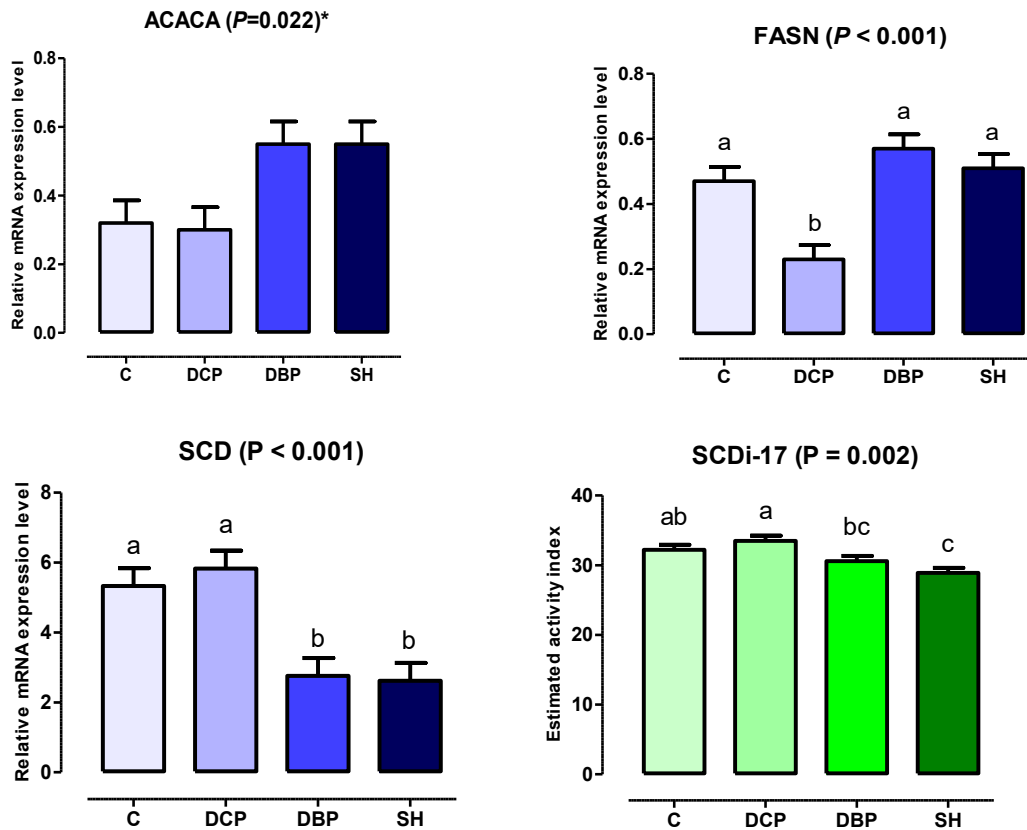 ACACA (P=0.022)*
Relative mRNA expression level
0.8
0.6
0.4
0.2
0.0
C DCP DBP SH
FASN (P < 0.001)
Relative mRNA expression level
0.8
0.6
0.4
0.2
0.0
a
b
a
a
C DCP DBP SH
SCD (P < 0.001)
Relative mRNA expression level
8
6
4
2
0
a
a
b
b
C DCP DBP SH
SCDi-17 (P = 0.002)
Estimated activity index
40
30
20
10
0
ab
a
bc
c
C DCP DBP SH